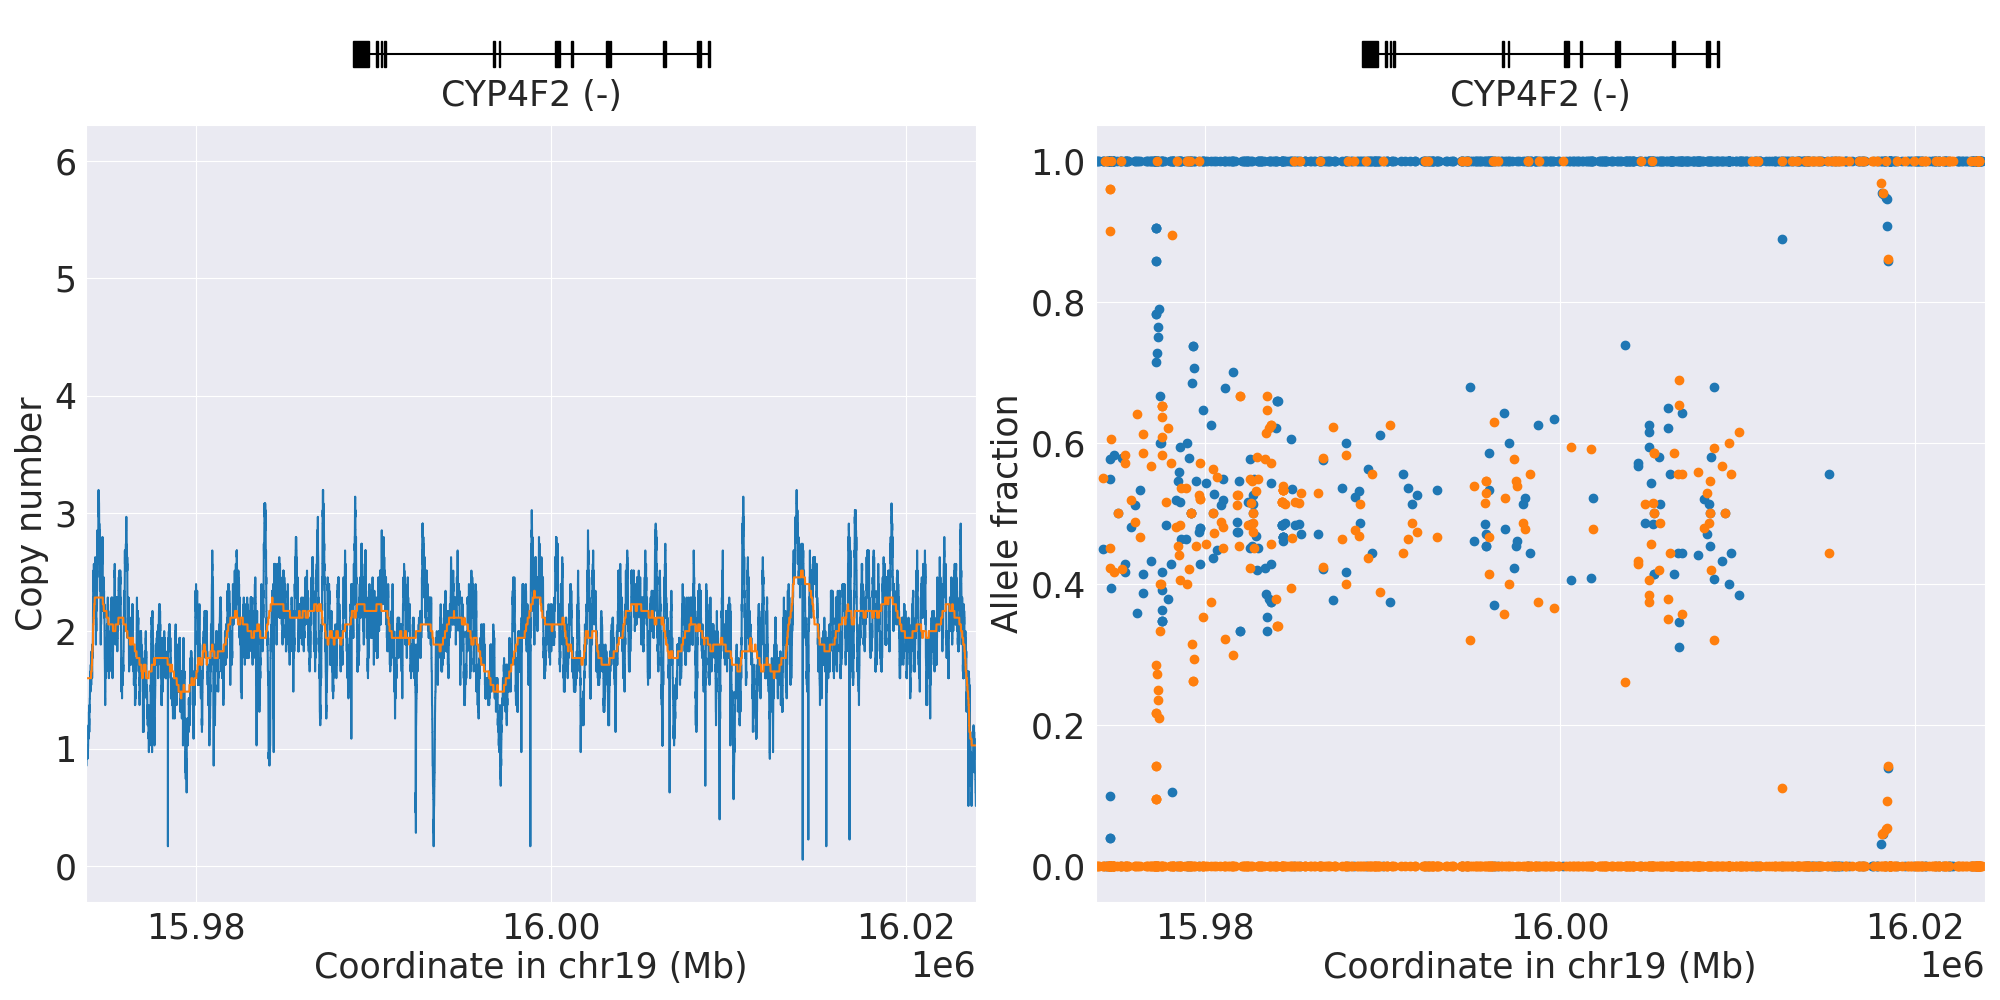 CYP4F2 (-)
CYP4F2 (-)
Copy number
6
5
4
3
2
1
0
15.98
16.00
16.02
1e6
Coordinate in chr19 (Mb)
Allele fraction
1.0
0.8
0.6
0.4
0.2
0.0
15.98
16.00
16.02
1e6
Coordinate in chr19 (Mb)